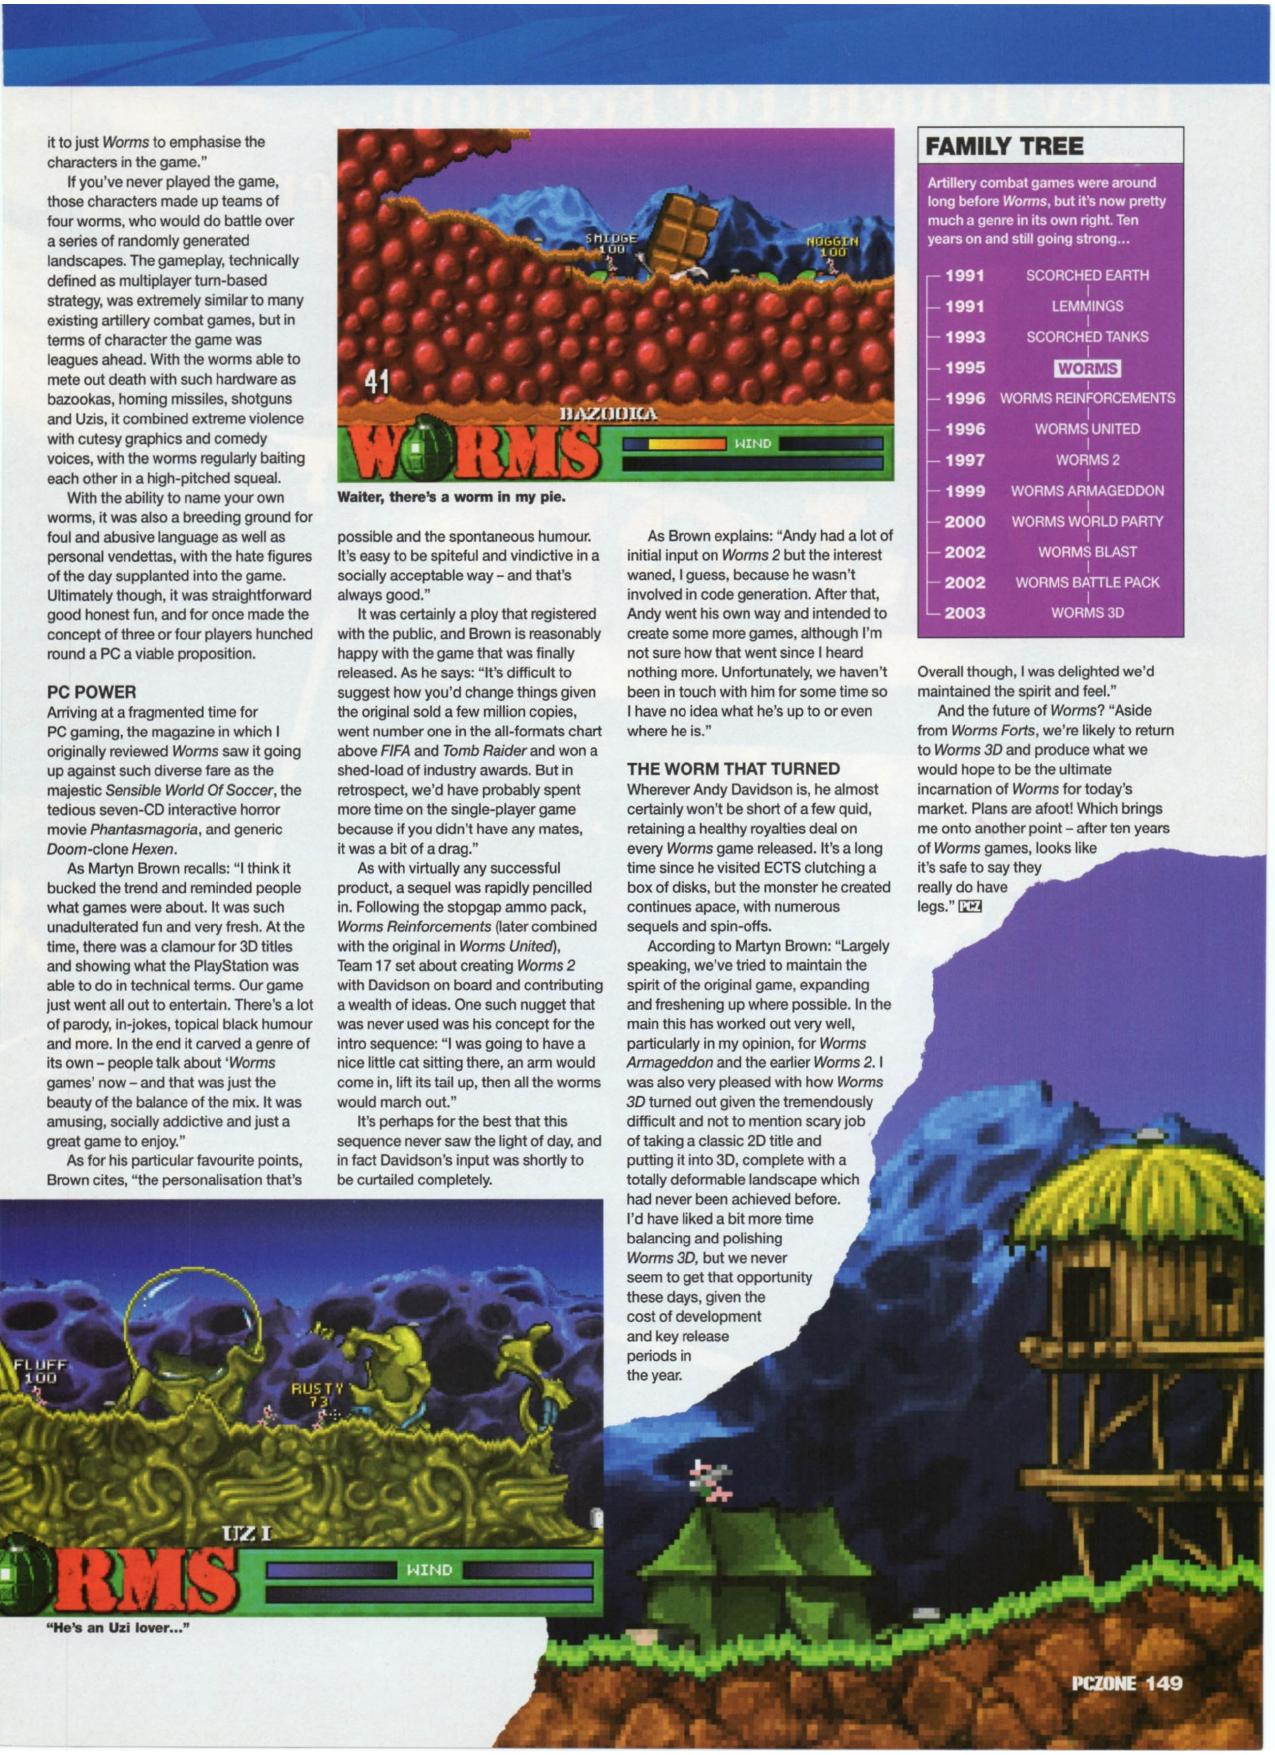 it to just Worms to emphasise the
characters in the game.”
If you’ve never played the game,
those characters made up teams of
four worms, who would do battle over
a series of randomly generated
landscapes. The gameplay, technically
defined as multiplayer turn-based
strategy, was extremely similar to many
existing artillery combat games, but in
terms of character the game was
leagues ahead. With the worms able to
mete out death with such hardware as
bazookas, homing missiles, shotguns
and Uzis, it combined extreme violence
with cutesy graphics and comedy
voices, with the worms regularly baiting
each other in a high-pitched squeal.
With the ability to name your own
worms, it was also a breeding ground for
foul and abusive language as well as
personal vendettas, with the hate figures
of the day supplanted into the game.
Ultimately though, it was straightforward
good honest fun, and for once made the
concept of three or four players hunched
round a PC a viable proposition.
PC POWER
Arriving at a fragmented time for
PC gaming, the magazine in which I
originally reviewed Worms saw it going
up against such diverse fare as the
majestic Sensible World Of Soccer, the
tedious seven-CD interactive horror
movie Phantasmagoria, and generic
Doom-clone Hexen.
As Martyn Brown recalls: “I think it
bucked the trend and reminded people
what games were about. It was such
unadulterated fun and very fresh. At the
time, there was a clamour for 3D titles
and showing what the PlayStation was
able to do in technical terms. Our game
just went all out to entertain. There’s a lot
of parody, in-jokes, topical black humour
and more. In the end it carved a genre of
its own – people talk about ‘Worms
games’ now – and that was just the
beauty of the balance of the mix. It was
amusing, socially addictive and just a
great game to enjoy.”
As for his particular favourite points,
Brown cites, “the personalisation that’s
SMIDGE
100
NOGGIN
100
41
BAZOOKA
WORMS
WIND
Waiter, there’s a worm in my pie.
possible and the spontaneous humour.
It’s easy to be spiteful and vindictive in a
socially acceptable way – and that’s
always good.”
It was certainly a ploy that registered
with the public, and Brown is reasonably
happy with the game that was finally
released. As he says: “It’s difficult to
suggest how you’d change things given
the original sold a few million copies,
went number one in the all-formats chart
above FIFA and Tomb Raider and won a
shed-load of industry awards. But in
retrospect, we’d have probably spent
more time on the single-player game
because if you didn’t have any mates,
it was a bit of a drag.”
As with virtually any successful
product, a sequel was rapidly pencilled
in. Following the stopgap ammo pack,
Worms Reinforcements (later combined
with the original in Worms United),
Team 17 set about creating Worms 2
with Davidson on board and contributing
a wealth of ideas. One such nugget that
was never used was his concept for the
intro sequence: “I was going to have a
nice little cat sitting there, an arm would
come in, lift its tail up, then all the worms
would march out.”
It’s perhaps for the best that this
sequence never saw the light of day, and
in fact Davidson’s input was shortly to
be curtailed completely.
As Brown explains: “Andy had a lot of
initial input on Worms 2 but the interest
waned, I guess, because he wasn’t
involved in code generation. After that,
Andy went his own way and intended to
create some more games, although I’m
not sure how that went since I heard
nothing more. Unfortunately, we haven’t
been in touch with him for some time so
I have no idea what he’s up to or even
where he is.”
THE WORM THAT TURNED
Wherever Andy Davidson is, he almost
certainly won’t be short of a few quid,
retaining a healthy royalties deal on
every Worms game released. It’s a long
time since he visited ECTS clutching a
box of disks, but the monster he created
continues apace, with numerous
sequels and spin-offs.
According to Martyn Brown: “Largely
speaking, we’ve tried to maintain the
spirit of the original game, expanding
and freshening up where possible. In the
main this has worked out very well,
particularly in my opinion, for Worms
Armageddon and the earlier Worms 2. I
was also very pleased with how Worms
3D turned out given the tremendously
difficult and not to mention scary job
of taking a classic 2D title and
putting it into 3D, complete with a
totally deformable landscape which
had never been achieved before.
I’d have liked a bit more time
balancing and polishing
Worms 3D, but we never
seem to get that opportunity
these days, given the
cost of development
and key release
periods in
the year.
FAMILY TREE
Artillery combat games were around
long before Worms, but it’s now pretty
much a genre in its own right. Ten
years on and still going strong...
1991 SCORCHED EARTH
1991 LEMMINGS
1993 SCORCHED TANKS
1995 WORMS
1996 WORMS REINFORCEMENTS
1996 WORMS UNITED
1997 WORMS 2
1999 WORMS ARMAGEDDON
2000 WORMS WORLD PARTY
2002 WORMS BLAST
2002 WORMS BATTLE PACK
2003 WORMS 3D
Overall though, I was delighted we’d
maintained the spirit and feel.”
And the future of Worms? “Aside
from Worms Forts, we’re likely to return
to Worms 3D and produce what we
would hope to be the ultimate
incarnation of Worms for today’s
market. Plans are afoot! Which brings
me onto another point – after ten years
of Worms games, looks like
it’s safe to say they
really do have
legs.” PCZ
FLUFF
100
RUSTY
73
UZI
ORMS
WIND
“He’s an Uzi lover...”
PCZONE 149